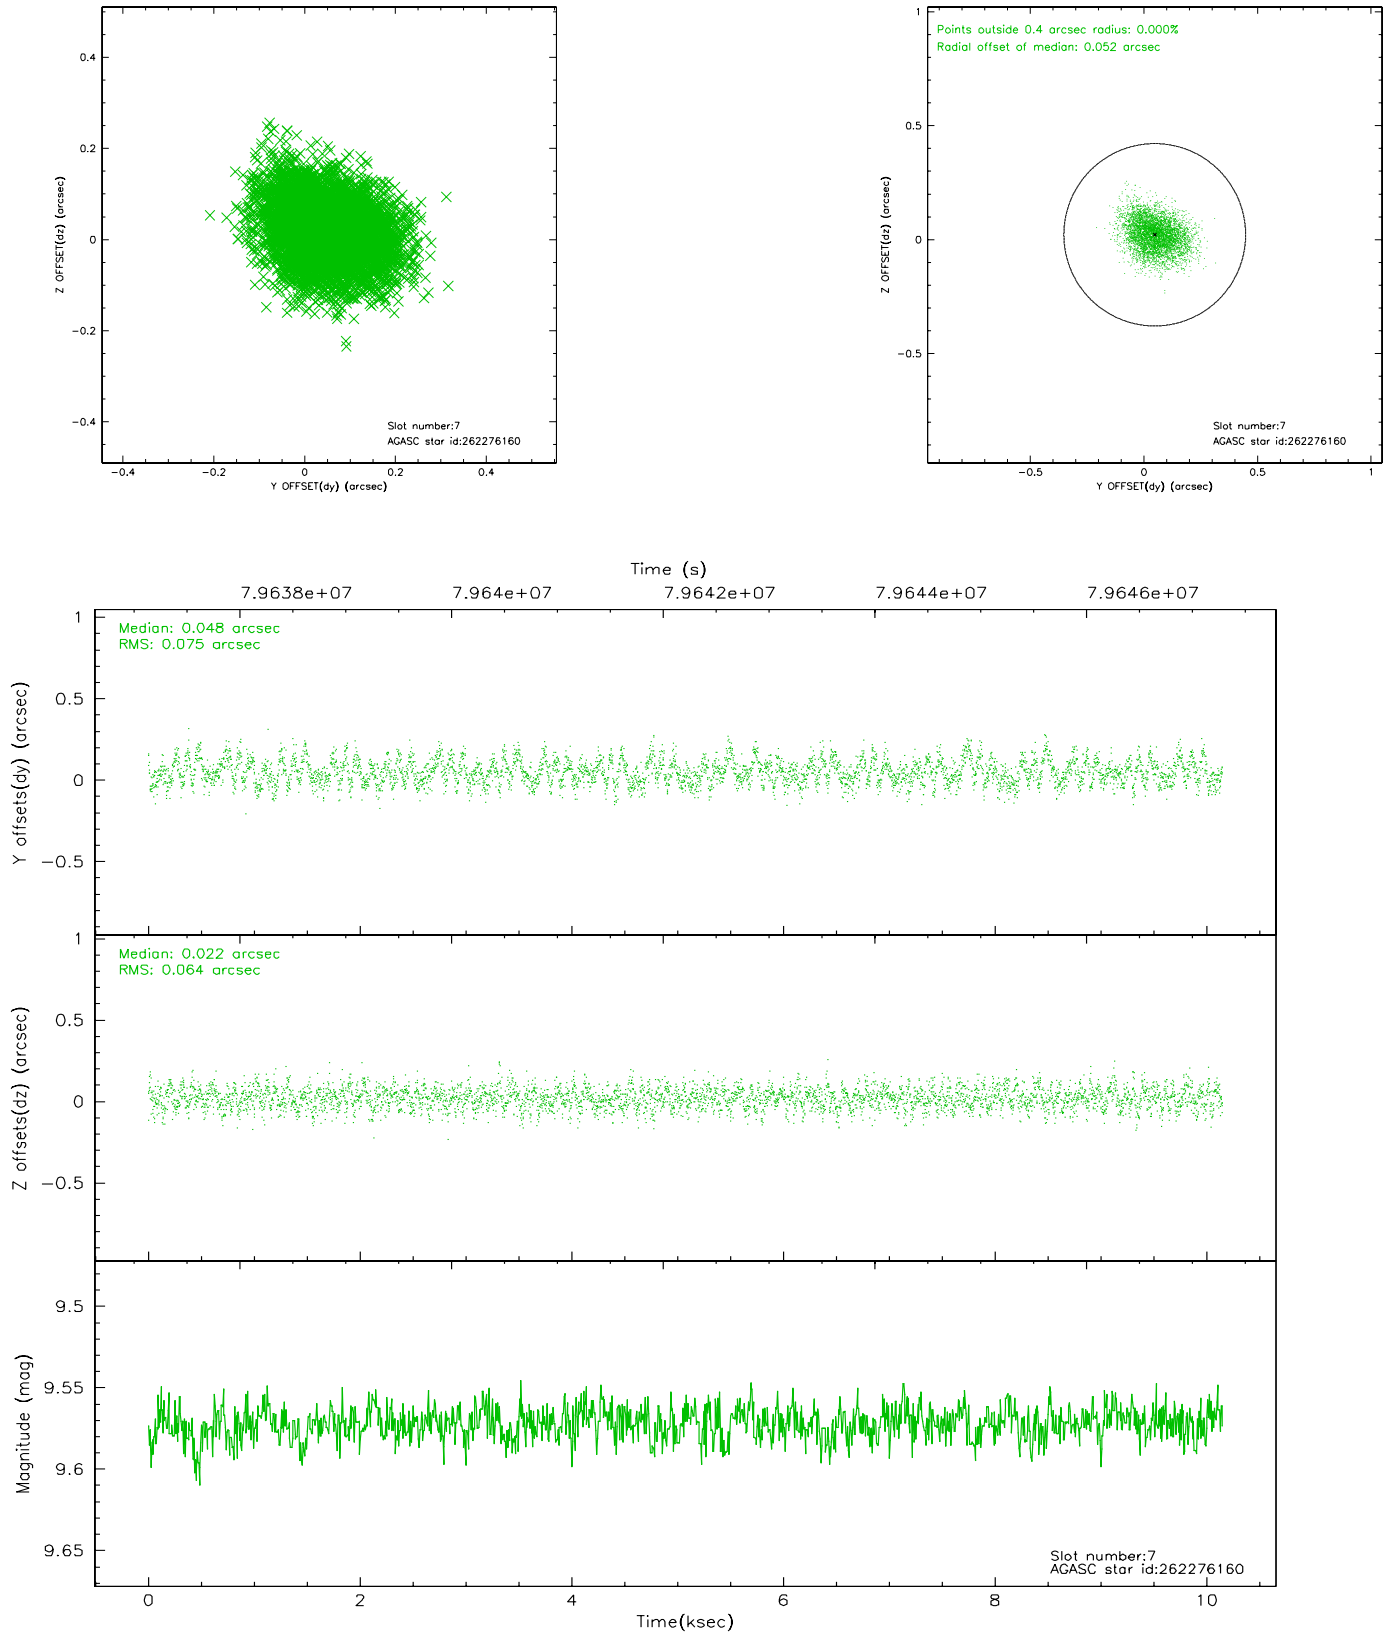 0.4
0.2
0
−0.2
−0.4
Z OFFSET(dz) (arcsec)
Slot number:7
AGASC star id:262276160
−0.4 −0.2 0 0.2 0.4
Y OFFSET(dy) (arcsec)
Points outside 0.4 arcsec radius: 0.000%
Radial offset of median: 0.052 arcsec
1
0.5
0
−0.5
Z OFFSET(dz) (arcsec)
Slot number:7
AGASC star id:262276160
−0.5 0 0.5 1
Y OFFSET(dy) (arcsec)
Time (s)
7.9638e+07 7.964e+07 7.9642e+07 7.9644e+07 7.9646e+07
Median: 0.048 arcsec
RMS: 0.075 arcsec
1
0.5
0
−0.5
Y offsets(dy) (arcsec)
Median: 0.022 arcsec
RMS: 0.064 arcsec
1
0.5
0
−0.5
Z offsets(dz) (arcsec)
9.5
9.55
9.6
9.65
Magnitude (mag)
Slot number:7
AGASC star id:262276160
0 2 4 6 8 10
Time(ksec)